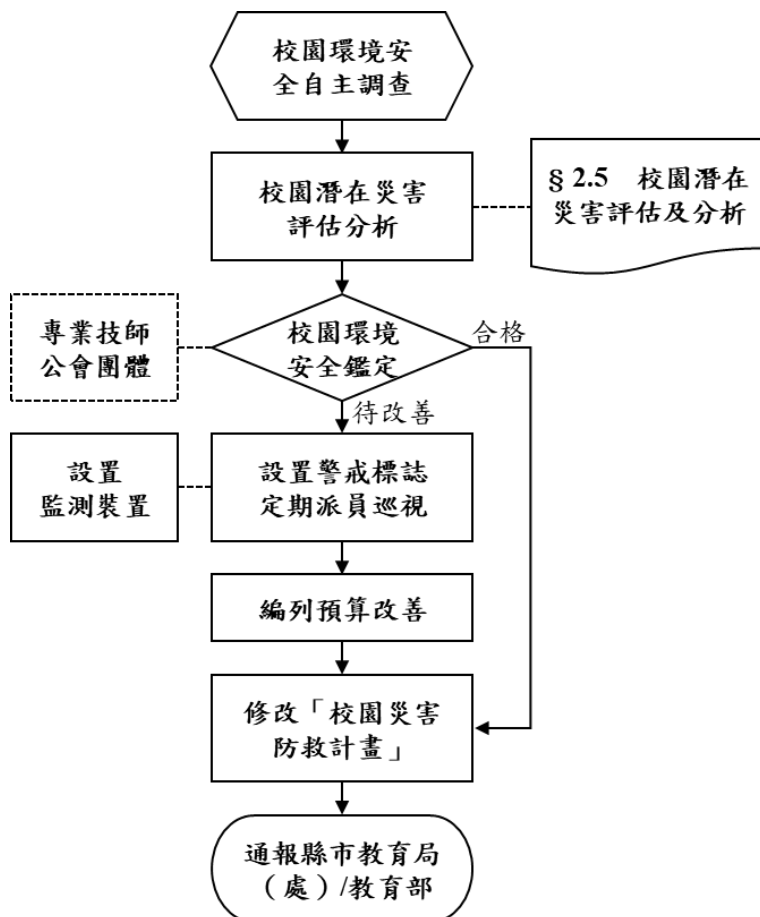 校園環境安
全自主調查
校園潛在災害
評估分析
§ 2.5 校園潛在
災害評估及分析
專業技師
公會團體
校園環境
安全鑑定
合格
待改善
設置
監測裝置
設置警戒標誌
定期派員巡視
編列預算改善
修改「校園災害
防救計畫」
通報縣市教育局
（處）/教育部